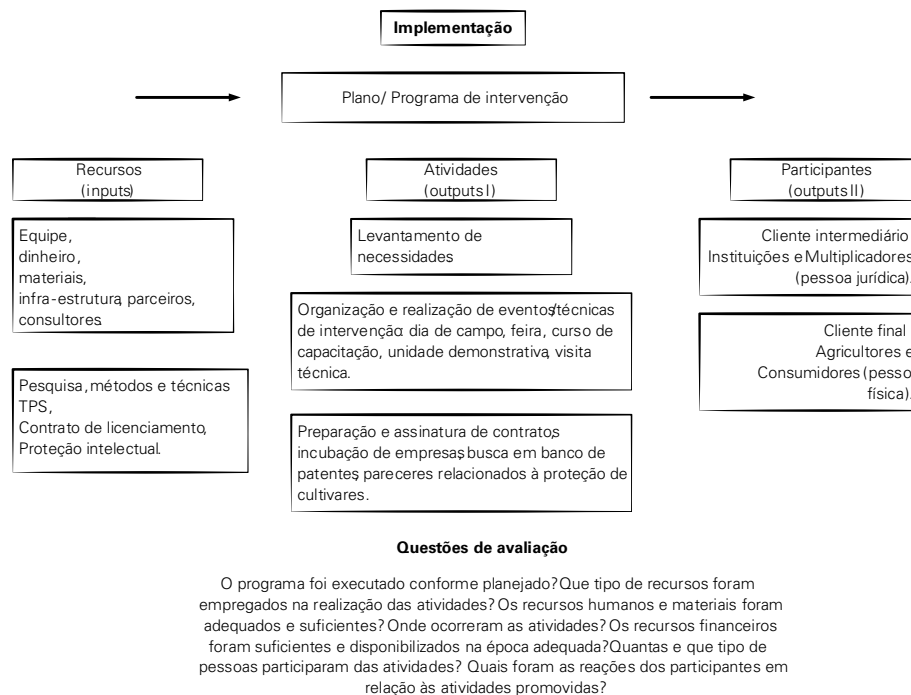 Implementação
Plano/ Programa de intervenção
Recursos
(inputs)
Equipe,
dinheiro,
materiais,
infra-estrutura, parceiros,
consultores.
Pesquisa, métodos e técnicas
TPS,
Contrato de licenciamento,
Proteção intelectual.
Atividades
(outputs I)
Levantamento de
necessidades
Organização e realização de eventos/técnicas
de intervenção: dia de campo, feira, curso de
capacitação, unidade demonstrativa, visita
técnica.
Preparação e assinatura de contratos,
incubação de empresas, busca em banco de
patentes, pareceres relacionados à proteção de
cultivares.
Participantes
(outputs II)
Cliente intermediário
Instituições e Multiplicadores
(pessoa jurídica).
Cliente final
Agricultores e
Consumidores (pesso
física).
Questões de avaliação
O programa foi executado conforme planejado? Que tipo de recursos foram
empregados na realização das atividades? Os recursos humanos e materiais foram
adequados e suficientes? Onde ocorreram as atividades? Os recursos financeiros
foram suficientes e disponibilizados na época adequada? Quantas e que tipo de
pessoas participaram das atividades? Quais foram as reações dos participantes em
relação às atividades promovidas?